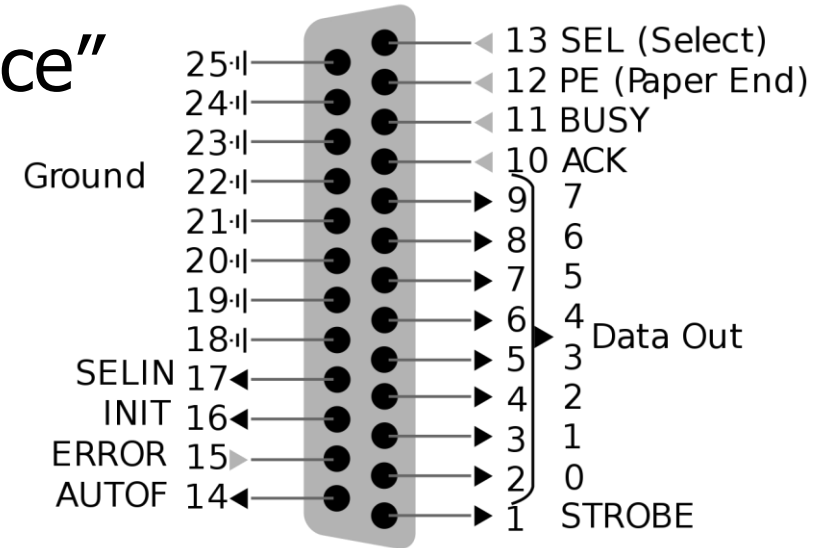 ce”
25
24
23
22
21
20
19
18
Ground
SELIN 17
INIT 16
ERROR 15
AUTOF 14
13 SEL (Select)
12 PE (Paper End)
11 BUSY
10 ACK
9 7
8 6
7 5
6 4
5 3
4 2
3 1
2 0
Data Out
1 STROBE